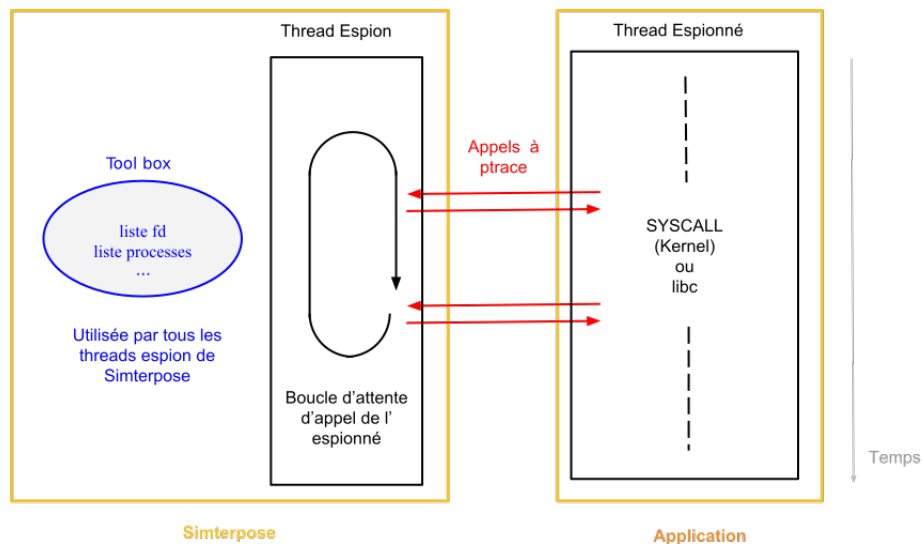 Thread Espion
Thread Espionné
Appels à
ptrace
Tool box
liste fd
liste processes
...
SYSCALL
(Kernel)
ou
libc
Utilisée par tous les
threads espion de
Simterpose
Boucle d'attente
d'appel de l'
espionné
Temps
Simterpose
Application